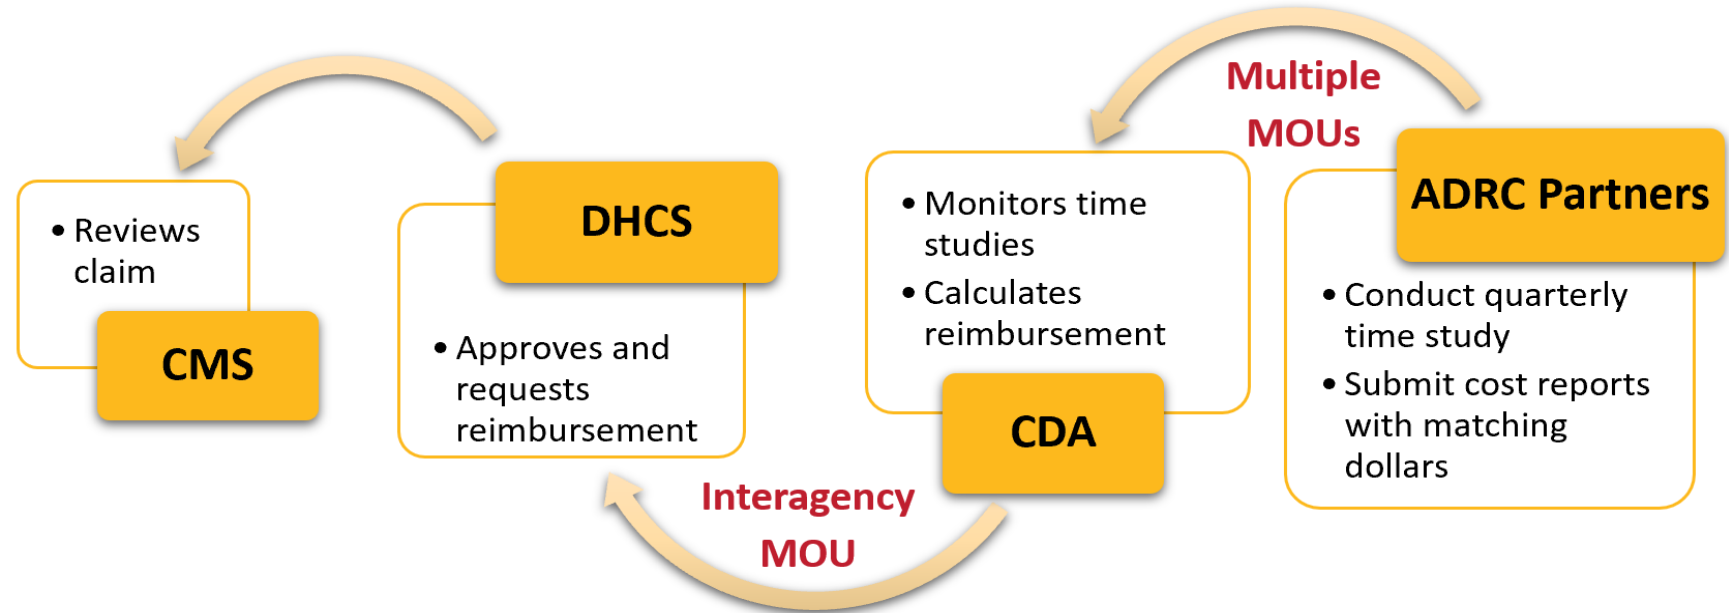 • Reviews
claim
CMS
DHCS
• Approves and
requests
reimbursement
Interagency
MOU
• Monitors time
studies
• Calculates
reimbursement
CDA
Multiple
MOUs
ADRC Partners
• Conduct quarterly
time study
• Submit cost reports
with matching
dollars